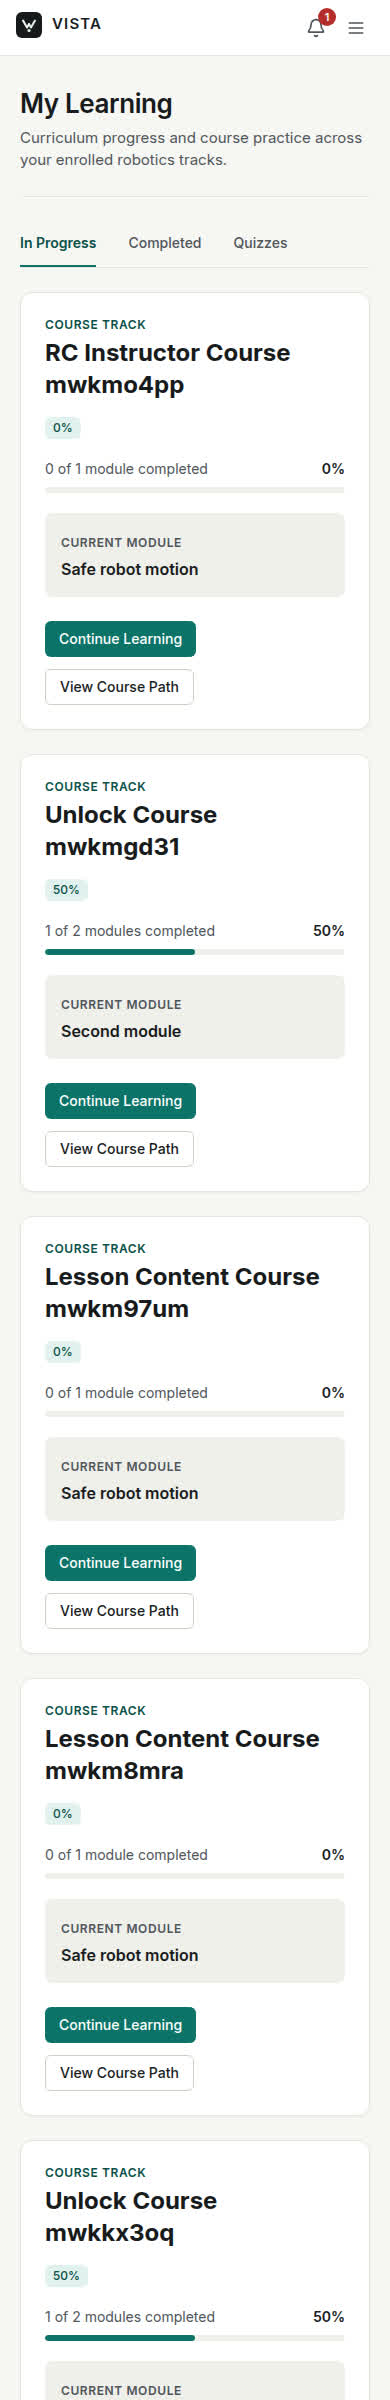 VISTA
1
My Learning
Curriculum progress and course practice across
your enrolled robotics tracks.
In Progress
Completed
Quizzes
COURSE TRACK
RC Instructor Course
mwkmo4pp
0%
0 of 1 module completed
0%
CURRENT MODULE
Safe robot motion
Continue Learning
View Course Path
COURSE TRACK
Unlock Course
mwkmgd31
50%
1 of 2 modules completed
50%
CURRENT MODULE
Second module
Continue Learning
View Course Path
COURSE TRACK
Lesson Content Course
mwkm97um
0%
0 of 1 module completed
0%
CURRENT MODULE
Safe robot motion
Continue Learning
View Course Path
COURSE TRACK
Lesson Content Course
mwkm8mra
0%
0 of 1 module completed
0%
CURRENT MODULE
Safe robot motion
Continue Learning
View Course Path
COURSE TRACK
Unlock Course
mwkkx3oq
50%
1 of 2 modules completed
50%
CURRENT MODULE